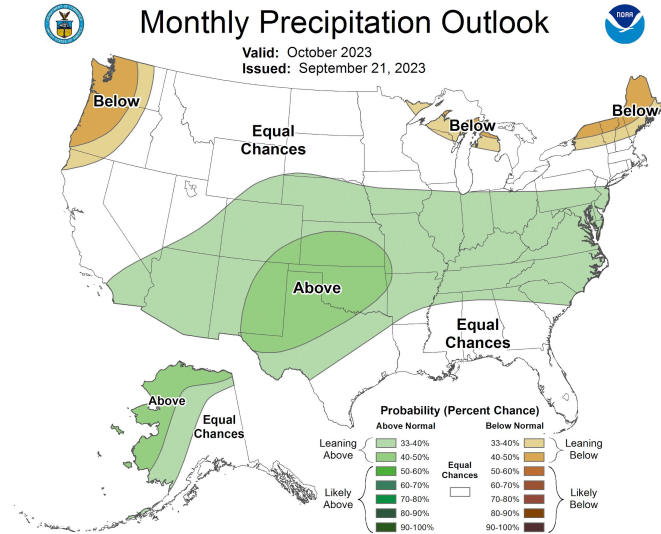 Monthly Precipitation Outlook
NOAA
Valid: October 2023
Issued: September 21, 2023
Below
Equal
Chances
Below
Below
Above
Equal
Chances
Above
Equal
Chances
Probability (Percent Chance)
Above Normal
Below Normal
Leaning
Above
33-40%
40-50%
50-60%
60-70%
70-80%
80-90%
90-100%
Likely
Above
Equal
Chances
33-40%
40-50%
50-60%
60-70%
70-80%
80-90%
90-100%
Leaning
Below
Likely
Below